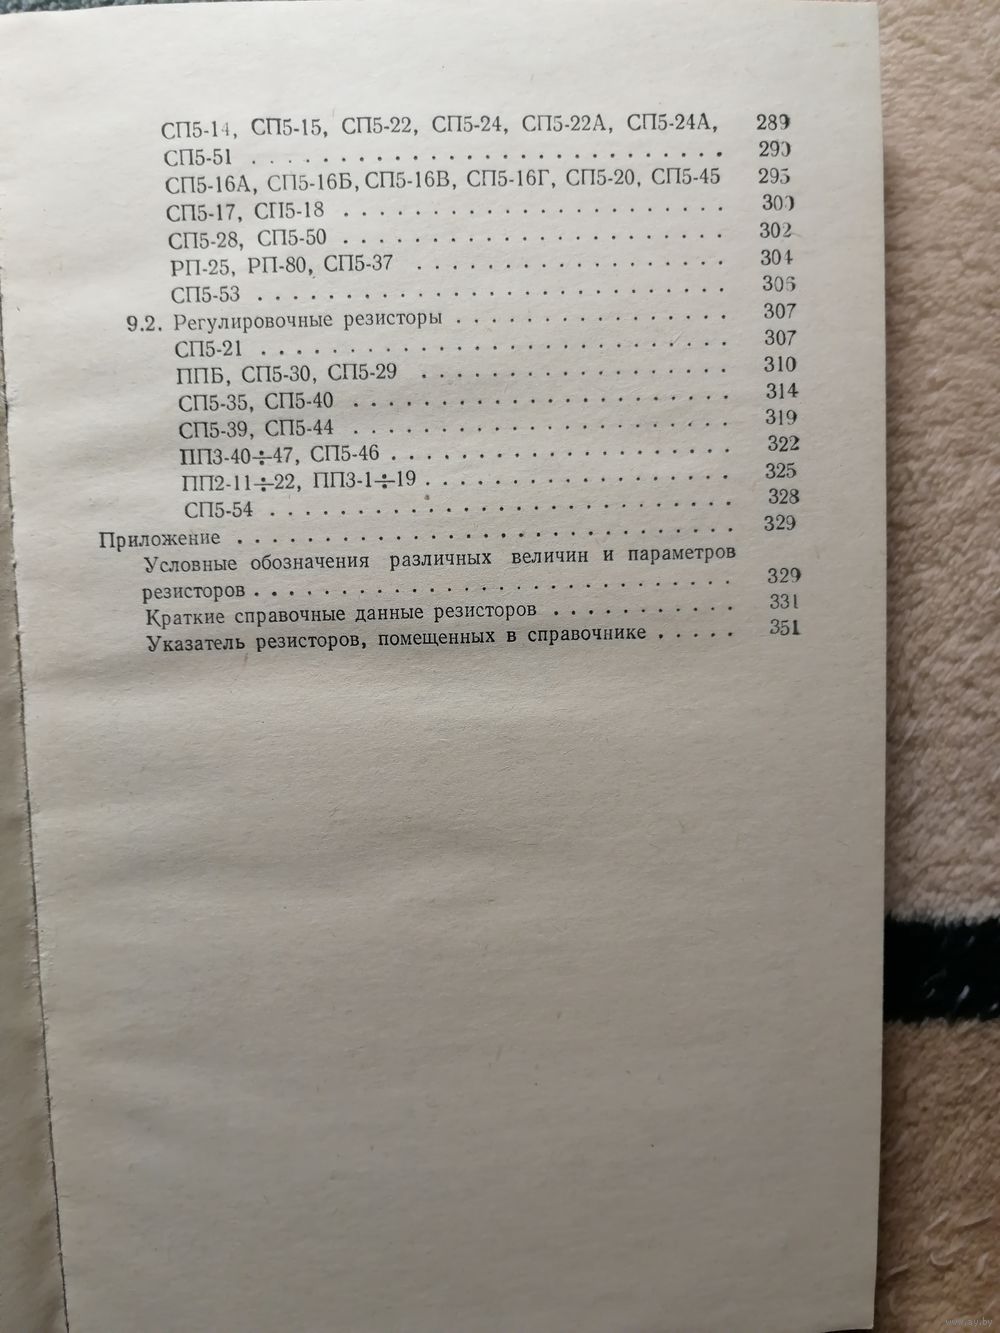 СП5-14, СП5-15, СП5-22, СП5-24, СП5-22А, СП5-24А, 289
СП5-51 . . . . . . . . . . . . . . . . . . . . 290
СП5-16А, СП5-16Б, СП5-16В, СП5-16Г, СП5-20, СП5-45 295
СП5-17, СП5-18 . . . . . . . . . . . . . . . . . 300
СП5-28, СП5-50 . . . . . . . . . . . . . . . . . 302
РП-25, РП-80, СП5-37 . . . . . . . . . . . . . . 304
СП5-53 . . . . . . . . . . . . . . . . . . . . 306
9.2. Регулировочные резисторы . . . . . . . . . . . . 307
СП5-21 . . . . . . . . . . . . . . . . . . . . 307
ППБ, СП5-30, СП5-29 . . . . . . . . . . . . . . 310
СП5-35, СП5-40 . . . . . . . . . . . . . . . . 314
СП5-39, СП5-44 . . . . . . . . . . . . . . . . 319
ПП3-40÷47, СП5-46 . . . . . . . . . . . . . . . 322
ПП2-11÷22, ПП3-1÷19 . . . . . . . . . . . . . . 325
СП5-54 . . . . . . . . . . . . . . . . . . . . 328
Приложение . . . . . . . . . . . . . . . . . . . . . 329
Условные обозначения различных величин и параметров
резисторов . . . . . . . . . . . . . . . . . . . . 329
Краткие справочные данные резисторов . . . . . . . . 331
Указатель резисторов, помещенных в справочнике . . . . . 351
www.ay.by